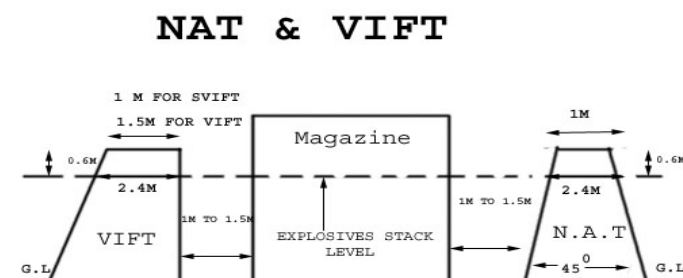 NAT & VIFT
1 M FOR SVIFT
1.5M FOR VIFT
1M
Magazine
0.6M
0.6M
2.4M
2.4M
1M TO 1.5M
1M TO 1.5M
VIFT
EXPLOSIVES STACK
LEVEL
N.A.T
45 0
G.L
G.L